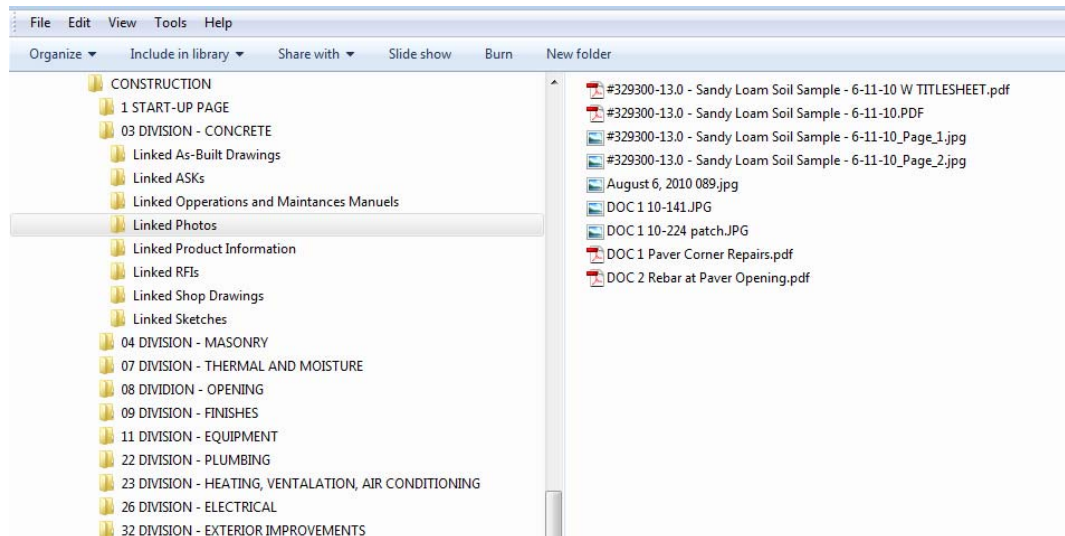 File Edit View Tools Help
Organize Include in library Share with Slide show Burn New folder
CONSTRUCTION
1 START-UP PAGE
03 DIVISION - CONCRETE
Linked As-Built Drawings
Linked ASKs
Linked Opperations and Maintances Manuels
Linked Photos
Linked Product Information
Linked RFIs
Linked Shop Drawings
Linked Sketches
04 DIVISION - MASONRY
07 DIVISION - THERMAL AND MOISTURE
08 DIVIDION - OPENING
09 DIVISION - FINISHES
11 DIVISION - EQUIPMENT
22 DIVISION - PLUMBING
23 DIVISION - HEATING, VENTALATION, AIR CONDITIONING
26 DIVISION - ELECTRICAL
32 DIVISION - EXTERIOR IMPROVEMENTS
#329300-13.0 - Sandy Loam Soil Sample - 6-11-10 W TITLESHEET.pdf
#329300-13.0 - Sandy Loam Soil Sample - 6-11-10.PDF
#329300-13.0 - Sandy Loam Soil Sample - 6-11-10_Page_1.jpg
#329300-13.0 - Sandy Loam Soil Sample - 6-11-10_Page_2.jpg
August 6, 2010 089.jpg
DOC 1 10-141.JPG
DOC 1 10-224 patch.JPG
DOC 1 Paver Corner Repairs.pdf
DOC 2 Rebar at Paver Opening.pdf